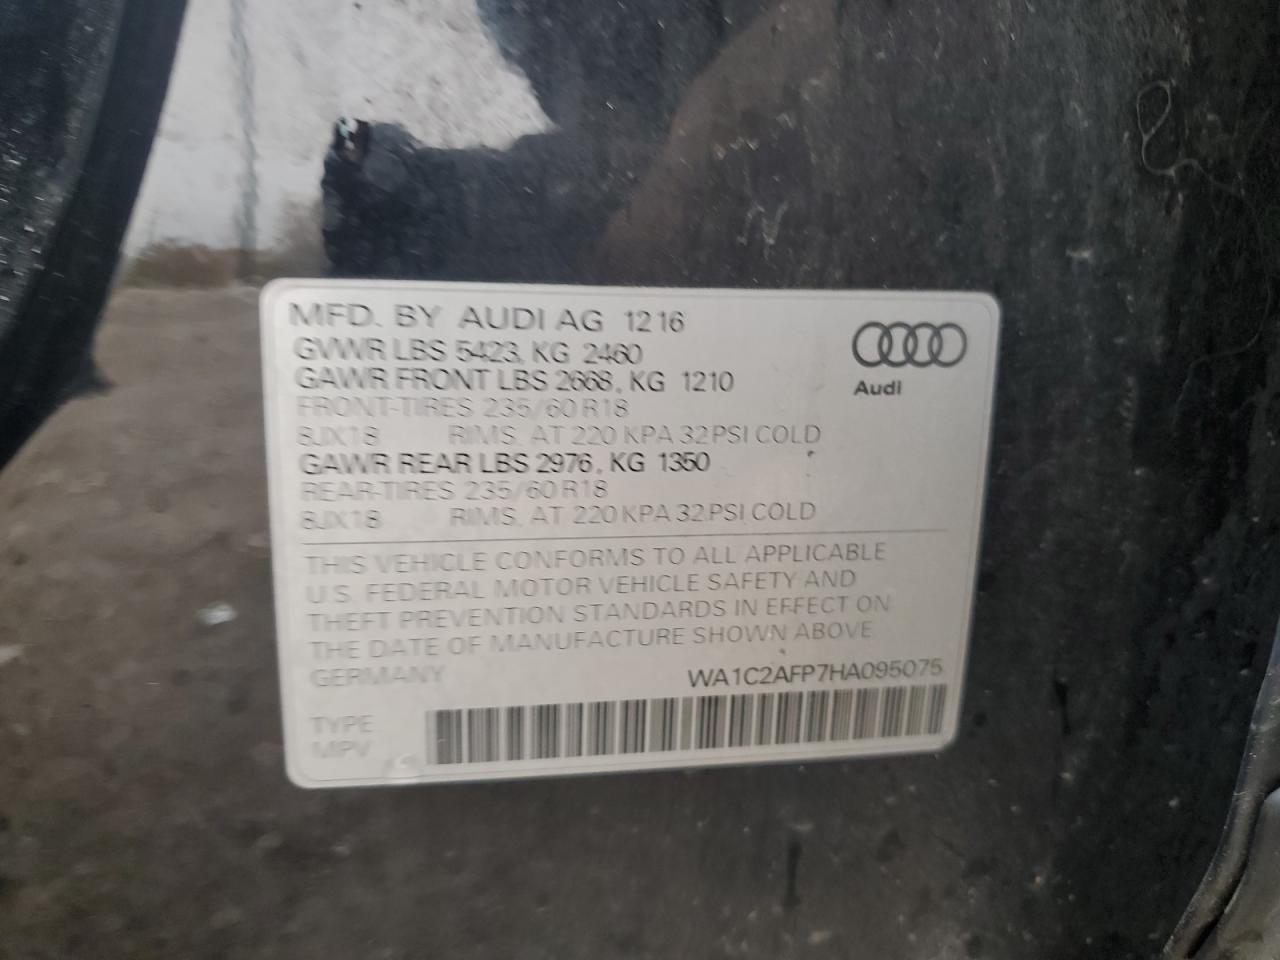 MFD. BY AUDI AG 12 16
GVWR LBS 5423, KG 2460
GAWR FRONT LBS 2668, KG 1210
FRONT-TIRES 235/60 R18
8JX18 RIMS, AT 220 KPA 32 PSI COLD
GAWR REAR LBS 2976, KG 1350
REAR-TIRES 235/60 R18
8JX18 RIMS, AT 220 KPA 32 PSI COLD
Audi
THIS VEHICLE CONFORMS TO ALL APPLICABLE
U.S. FEDERAL MOTOR VEHICLE SAFETY AND
THEFT PREVENTION STANDARDS IN EFFECT ON
THE DATE OF MANUFACTURE SHOWN ABOVE
GERMANY WA1C2AFP7HA095075
TYPE
MPV